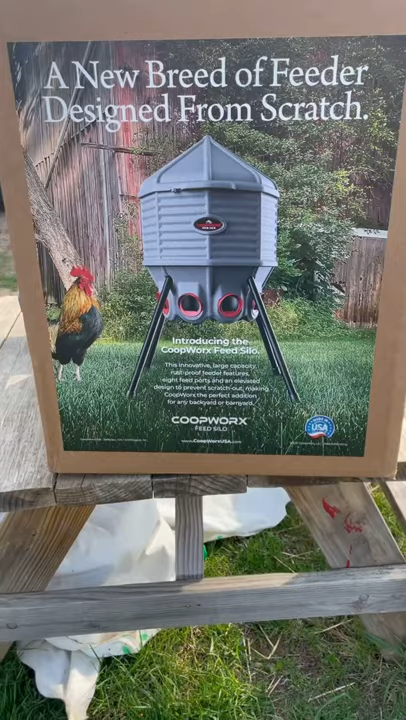 A New Breed of Feeder
Designed From Scratch.
Introducing the
CoopWorx Feed Silo.
This innovative, large capacity,
rust-proof feeder features
eight feed ports and an elevated
design to prevent scratch-out, making
CoopWorx the perfect addition
for any backyard or barnyard.
COOPWORX
FEED SILO
USA
www.CoopWorxUSA.com